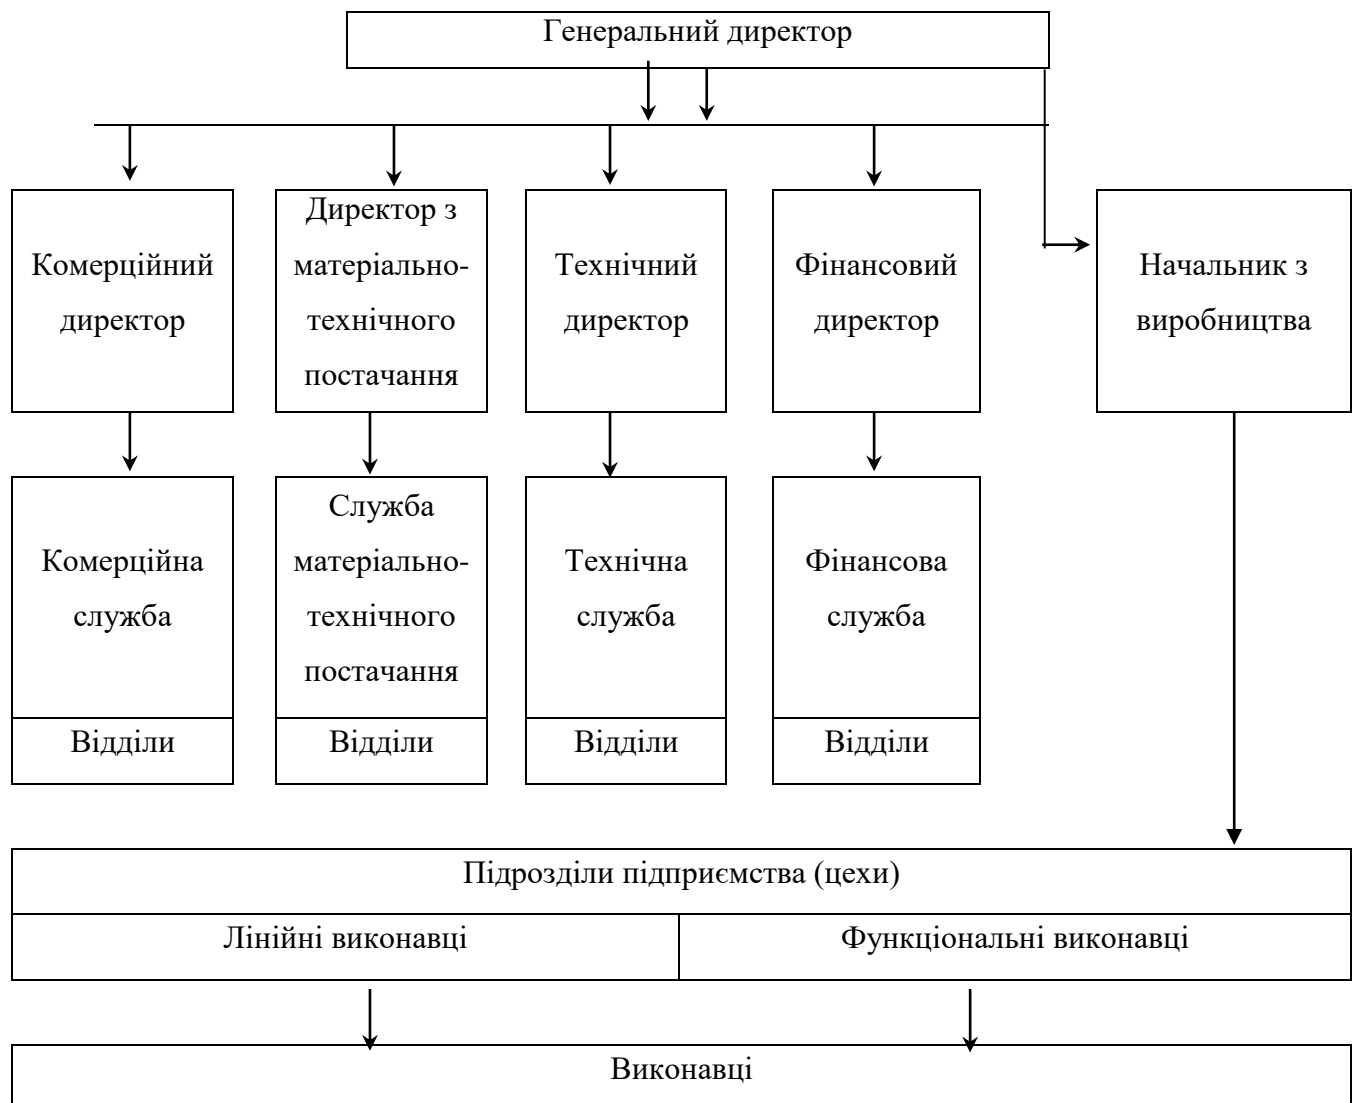 Генеральний директор
Комерційний
директор
Директор з
матеріально-
технічного
постачання
Технічний
директор
Фінансовий
директор
Начальник з
виробництва
Комерційна
служба
Відділи
Служба
матеріально-
технічного
постачання
Відділи
Технічна
служба
Відділи
Фінансова
служба
Відділи
Підрозділи підприємства (цехи)
Лінійні виконавці
Функціональні виконавці
Виконавці